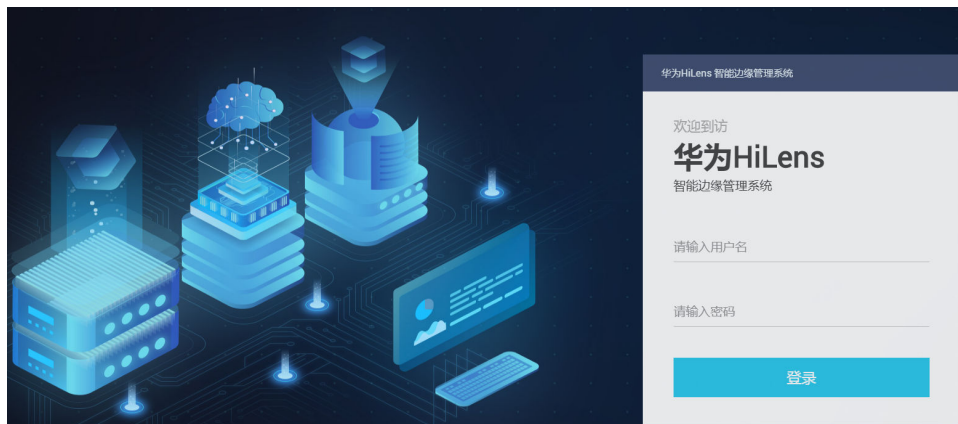 华为HiLens 智能边缘管理系统
欢迎到访
华为HiLens
智能边缘管理系统
请输入用户名
请输入密码
登录